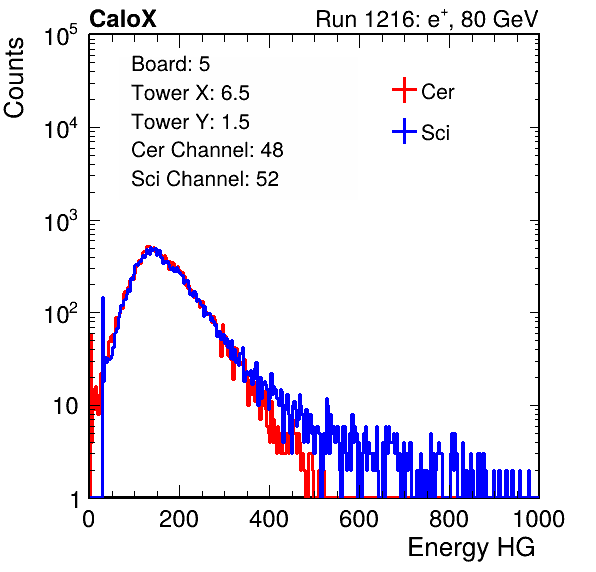 CaloX
Run 1216: e+, 80 GeV
Counts
Board: 5
Tower X: 6.5
Tower Y: 1.5
Cer Channel: 48
Sci Channel: 52
Cer
Sci
10^5
10^4
10^3
10^2
10
1
0 200 400 600 800 1000
Energy HG